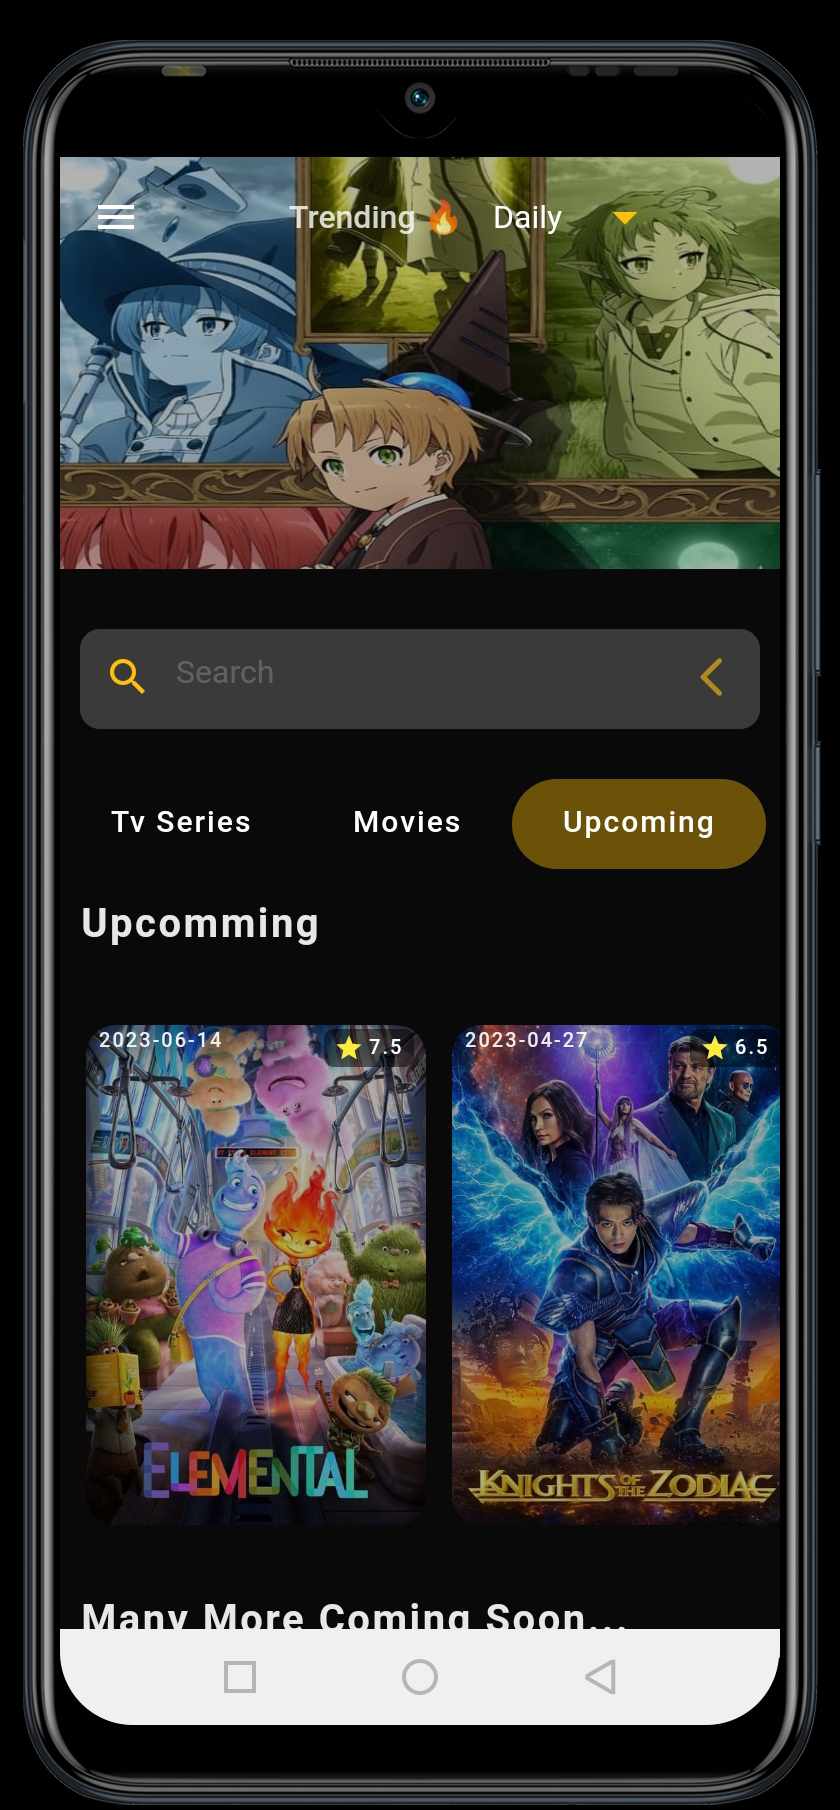 Trending 🔥 Daily
Search
Tv Series Movies Upcoming
Upcomming
2023-06-14 7.5
2023-04-27 6.5
ELEMENTAL
KNIGHTS OF THE ZODIAC
Many More Coming Soon...